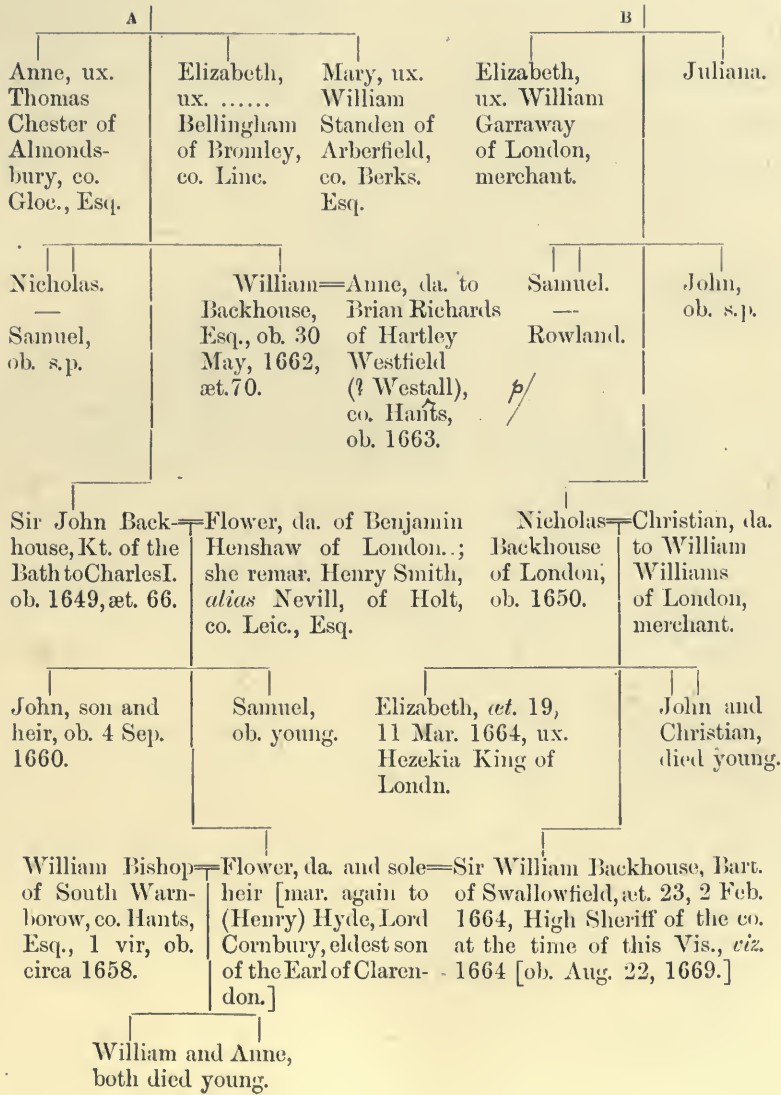 A
B
Anne, ux.
Thomas
Chester of
Almonds-
bury, co.
Gloc., Esq.
Elizabeth,
ux. ......
Bellingham
of Bromley,
co. Linc.
Mary, ux.
William
Standen of
Arberfield,
co. Berks.
Esq.
Elizabeth,
ux. William
Garraway
of London,
merchant.
Juliana.
Nicholas.
—
Samuel,
ob. s.p.
William=Anne, da. to
Backhouse, Brian Richards
Esq., ob. 30 of Hartley
May, 1662, Westfield
æt. 70. (? Westall),
co. Hants,
ob. 1663.
p/
Samuel.
—
Rowland.
John,
ob. s.p.
Sir John Back-=Flower, da. of Benjamin
house, Kt. of the Henshaw of London..;
Bath to Charles I. she remar. Henry Smith,
ob. 1649, æt. 66. alias Nevill, of Holt,
co. Leic., Esq.
Nicholas=Christian, da.
Backhouse to William
of London, Williams
ob. 1650. of London,
merchant.
John, son and
heir, ob. 4 Sep.
1660.
Samuel,
ob. young.
Elizabeth, æt. 19,
11 Mar. 1664, ux.
Hezekia King of
Londn.
John and
Christian,
died young.
William Bishop=Flower, da. and sole=Sir William Backhouse, Bart.
of South Warn- heir [mar. again to of Swallowfield, æt. 23, 2 Feb.
borow, co. Hants, (Henry) Hyde, Lord 1664, High Sheriff of the co.
Esq., 1 vir, ob. Cornbury, eldest son at the time of this Vis., viz.
circa 1658. of the Earl of Claren- 1664 [ob. Aug. 22, 1669.]
don.]
William and Anne,
both died young.